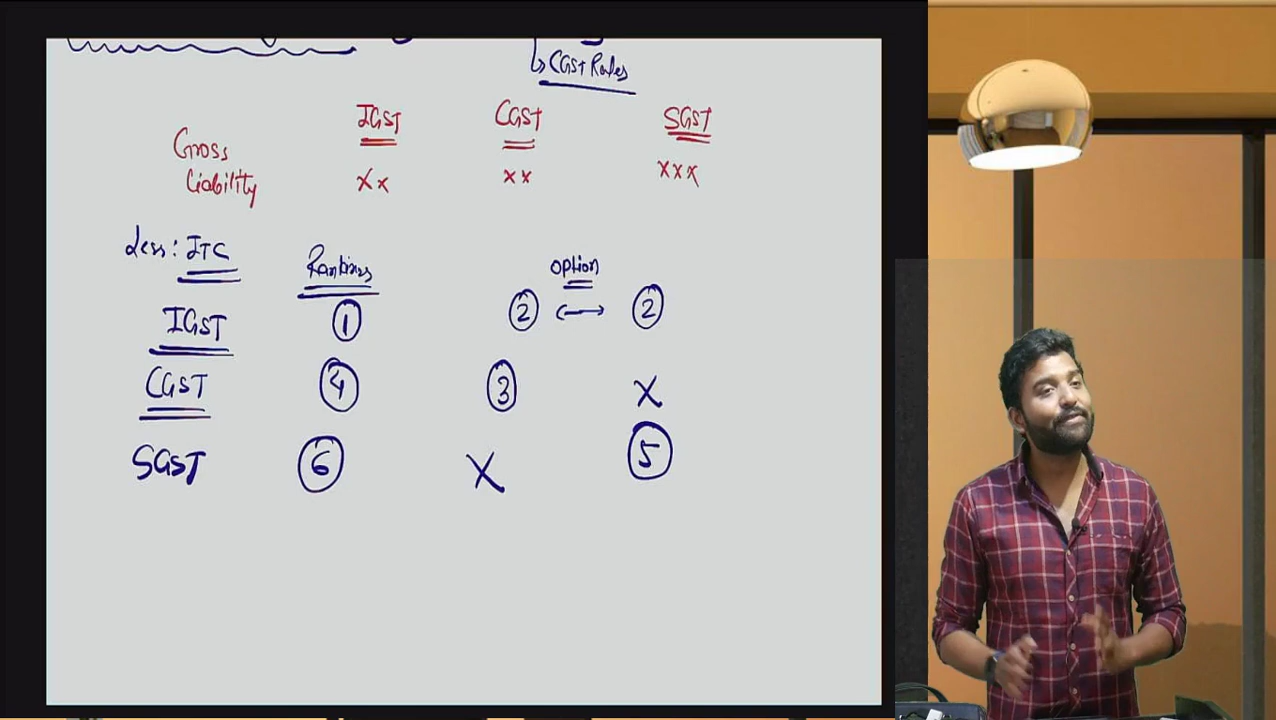 ↳ CGST Rules
IGST CGST SGST
Gross
Liability XX XX XXX
Less: ITC
Rankings Option
IGST ① ② ↔ ②
CGST ④ ③ X
SGST ⑥ X ⑤